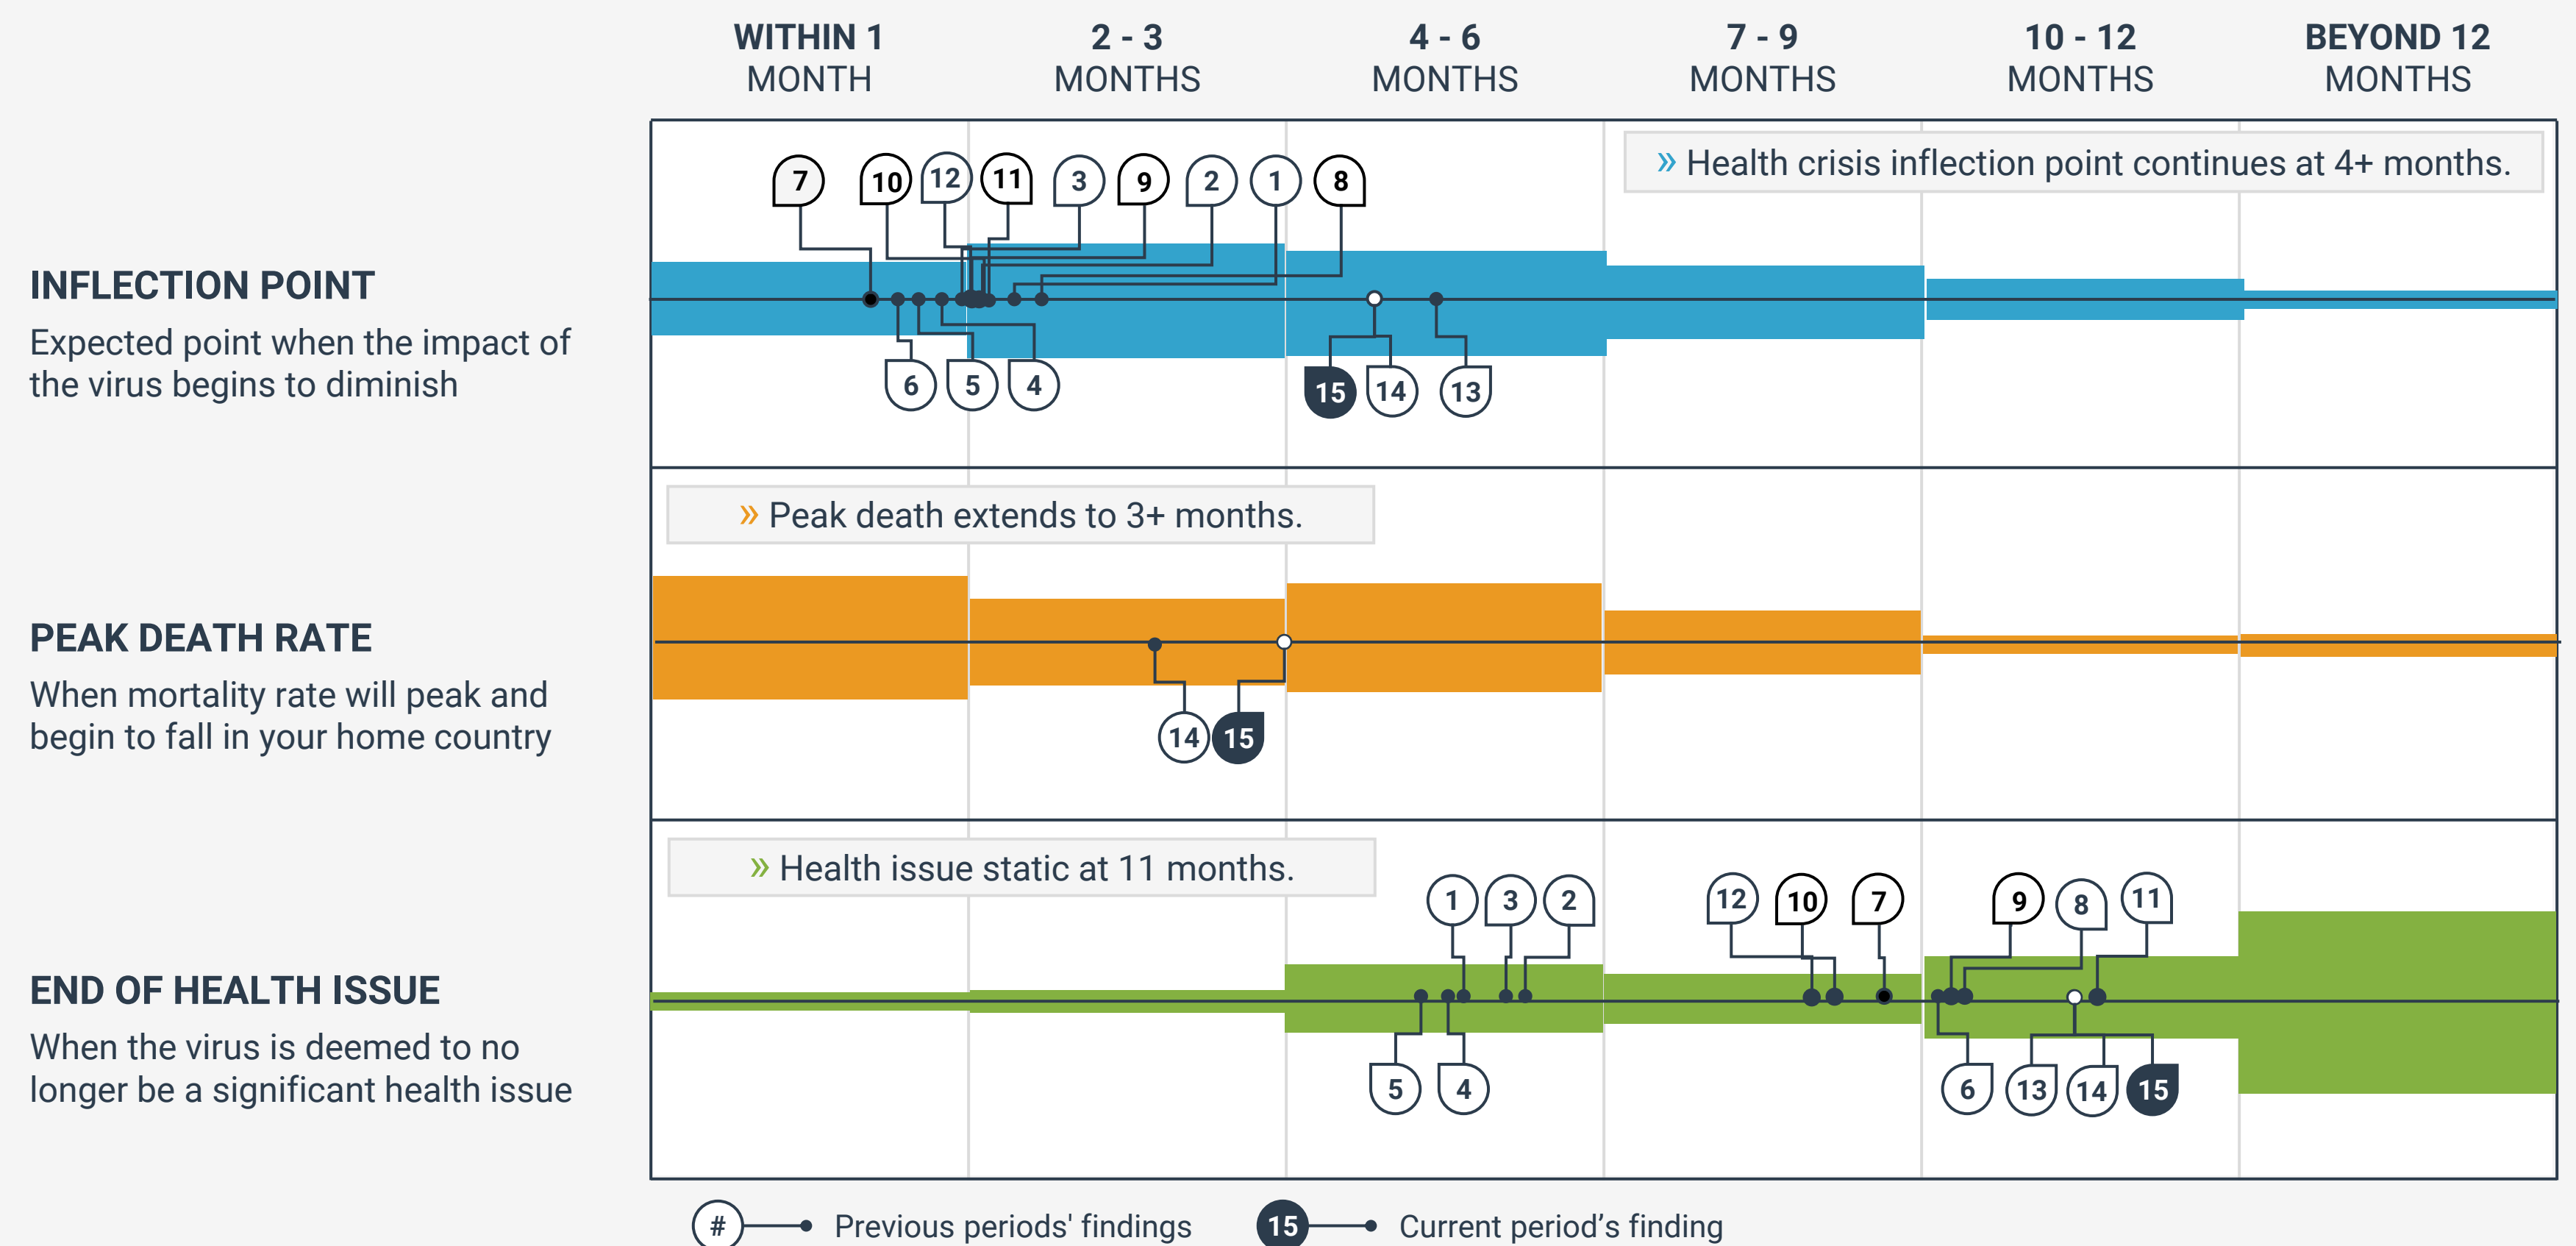 WITHIN 1
MONTH
2 - 3
MONTHS
4 - 6
MONTHS
7 - 9
MONTHS
10 - 12
MONTHS
BEYOND 12
MONTHS
» Health crisis inflection point continues at 4+ months.
7 10 12 11 3 9 2 1 8
INFLECTION POINT
Expected point when the impact of
the virus begins to diminish
6 5 4 15 14 13
» Peak death extends to 3+ months.
PEAK DEATH RATE
When mortality rate will peak and
begin to fall in your home country
14 15
» Health issue static at 11 months.
1 3 2 12 10 7 9 8 11
END OF HEALTH ISSUE
When the virus is deemed to no
longer be a significant health issue
5 4 6 13 14 15
# Previous periods' findings
15 Current period’s finding